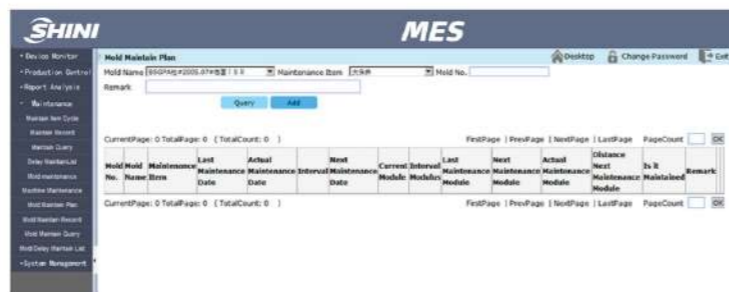 SHINI
MES
Desktop Change Password Exit
• Device Monitor
• Production Control
• Report Analysis
- Maintenance
Maintain Item Cycle
Maintain Record
Maintain Query
Delay MaintainList
Mold maintenance
Machine Maintenance
Mold Maintain Plan
Mold Maintain Record
Mold Maintain Query
Mold Delay Maintain List
•System Management
Mold Maintain Plan
Mold Name Maintenance Item Mold No.
Remark
Query Add
CurrentPage: 0 TotalPage: 0 (TotalCount: 0 ) FirstPage | PrevPage | NextPage | LastPage PageCount OK
Mold No. Mold Name Maintenance Item Last Maintenance Date Actual Maintenance Date Interval Next Maintenance Date Current Module Interval Modulus Last Maintenance Module Next Maintenance Module Actual Maintenance Module Distance Next Maintenance Module Is it Maintained Remark
CurrentPage: 0 TotalPage: 0 (TotalCount: 0 ) FirstPage | PrevPage | NextPage | LastPage PageCount OK